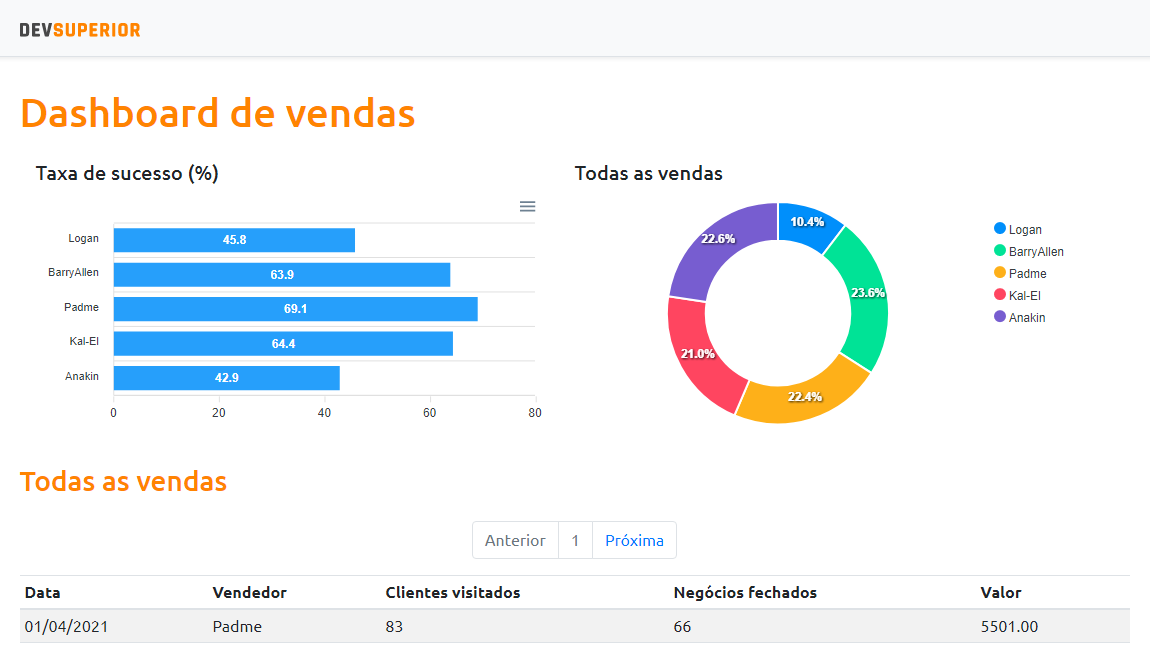 DEVSUPERIOR
Dashboard de vendas
Taxa de sucesso (%)
Logan 45.8
BarryAllen 63.9
Padme 69.1
Kal-El 64.4
Anakin 42.9
0 20 40 60 80
Todas as vendas
10.4%
23.6%
22.4%
21.0%
22.6%
Logan
BarryAllen
Padme
Kal-El
Anakin
Todas as vendas
Anterior 1 Próxima
Data Vendedor Clientes visitados Negócios fechados Valor
01/04/2021 Padme 83 66 5501.00